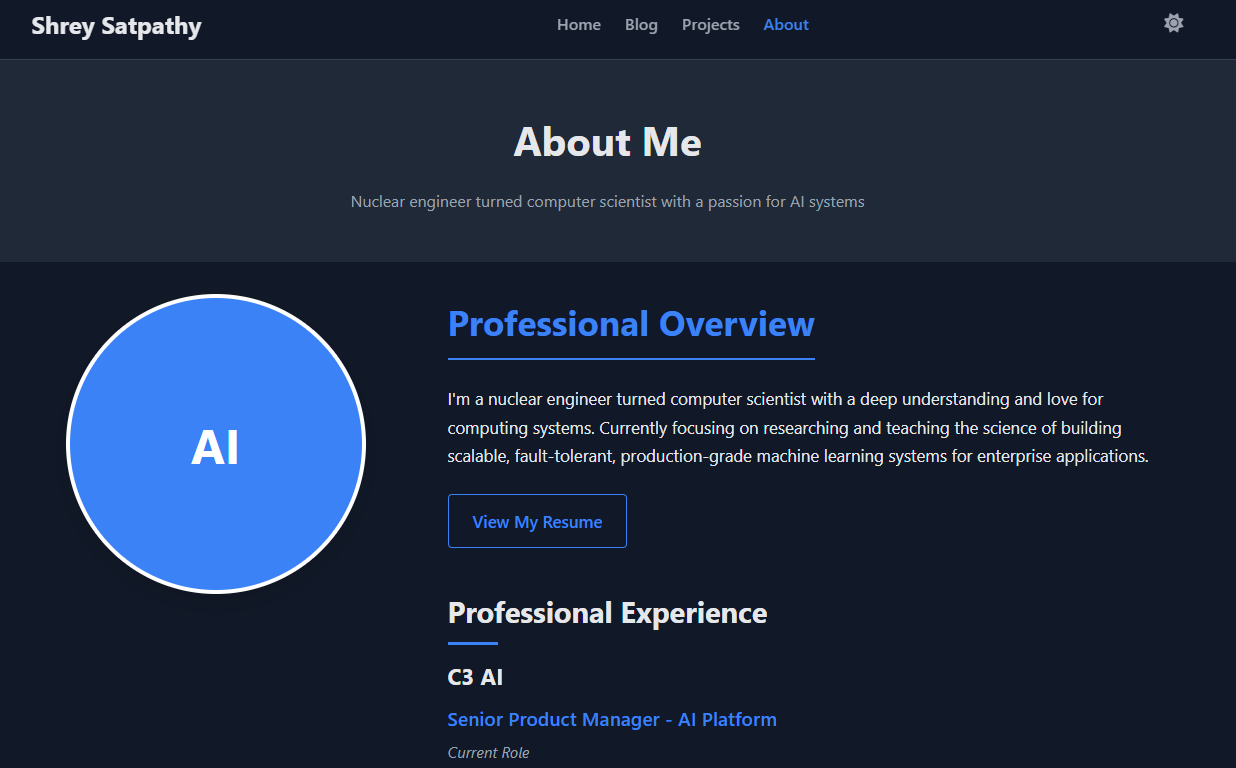 Shrey Satpathy
Home Blog Projects About
About Me
Nuclear engineer turned computer scientist with a passion for AI systems
AI
Professional Overview
I'm a nuclear engineer turned computer scientist with a deep understanding and love for
computing systems. Currently focusing on researching and teaching the science of building
scalable, fault-tolerant, production-grade machine learning systems for enterprise applications.
View My Resume
Professional Experience
C3 AI
Senior Product Manager - AI Platform
Current Role